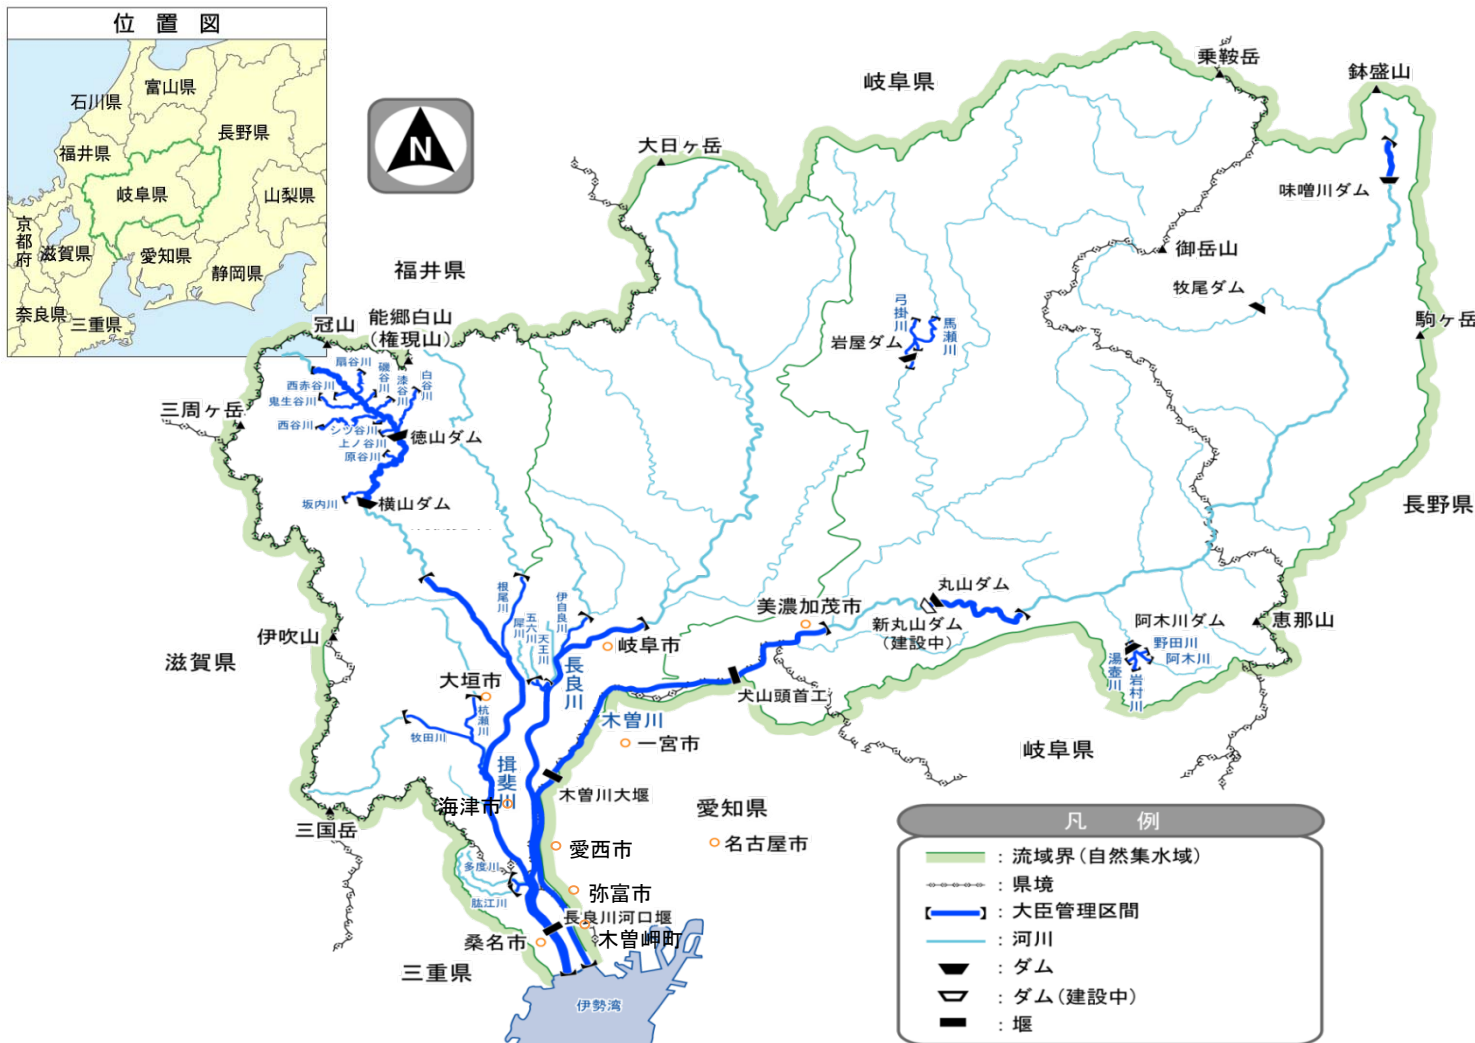 位置図
富山県
石川県
長野県
福井県
岐阜県
山梨県
京都府
滋賀県
愛知県
静岡県
奈良県
三重県
N
岐阜県
乗鞍岳
鉢盛山
大日ヶ岳
味噌川ダム
御岳山
福井県
牧尾ダム
弓掛川
馬瀬川
岩屋ダム
駒ヶ岳
冠山
能郷白山
(権現山)
扇谷川
磯谷川
漆谷川
白谷川
西赤谷川
鬼生谷川
三周ヶ岳
西谷川
シツ谷川
徳山ダム
上ノ谷川
原谷川
坂内川
横山ダム
長野県
根尾川
伊自良川
五六川
犀川
天王川
美濃加茂市
丸山ダム
新丸山ダム
(建設中)
阿木川ダム
恵那山
野田川
阿木川
湯壺川
岩村川
伊吹山
滋賀県
岐阜市
長良川
大垣市
杭瀬川
犬山頭首工
木曽川
牧田川
一宮市
岐阜県
揖斐川
木曽川大堰
海津市
愛知県
三国岳
名古屋市
愛西市
多度川
肱江川
弥富市
長良川河口堰
桑名市
木曽岬町
三重県
伊勢湾
凡例
：流域界(自然集水域)
：県境
：大臣管理区間
：河川
：ダム
：ダム(建設中)
：堰